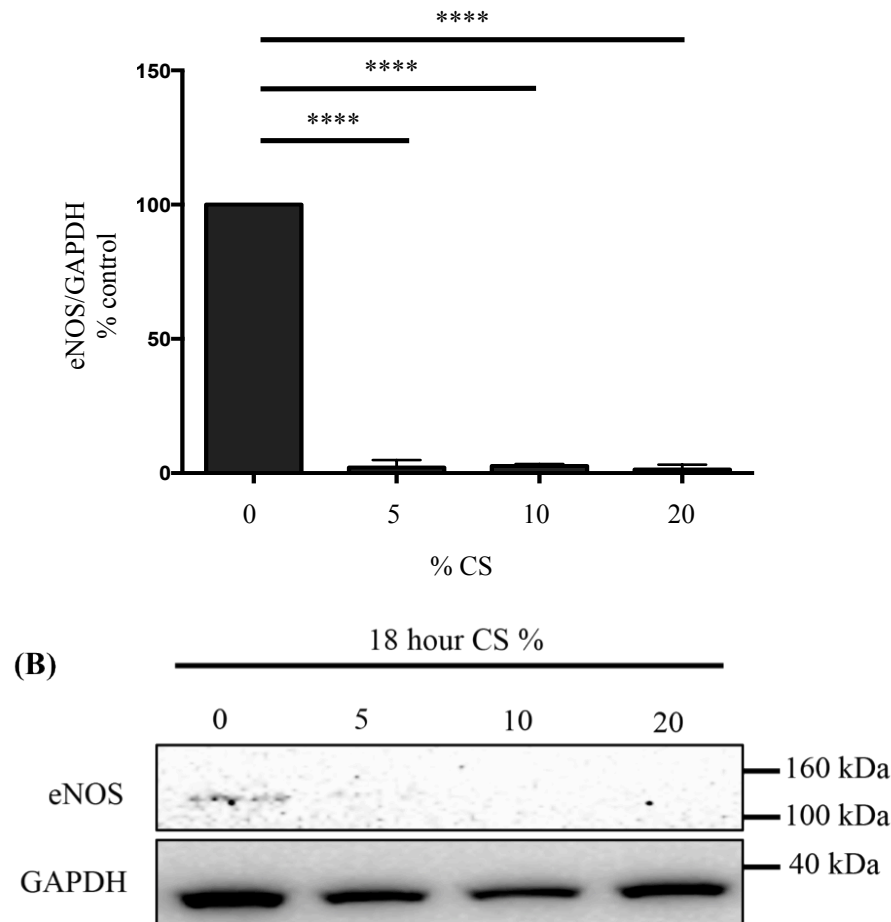 ****
****
****
150
100
50
0
eNOS/GAPDH
% control
0 5 10 20
% CS
(B)
18 hour CS %
0 5 10 20
eNOS
160 kDa
100 kDa
GAPDH
40 kDa